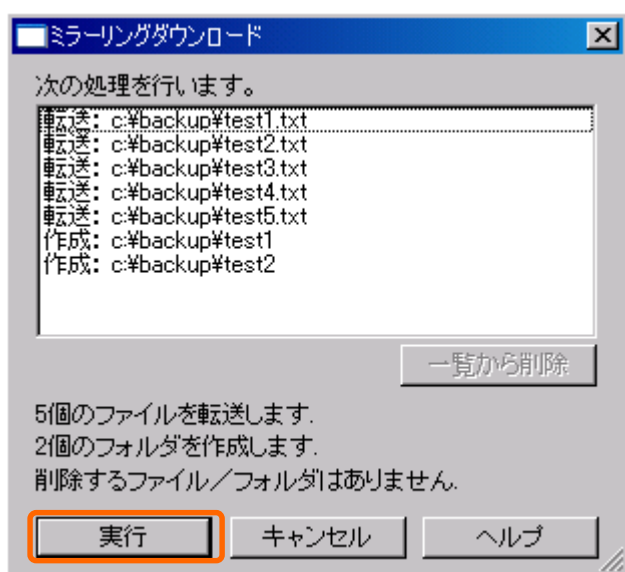 ミラーリングダウンロード
次の処理を行います。
転送: c:¥backup¥test1.txt
転送: c:¥backup¥test2.txt
転送: c:¥backup¥test3.txt
転送: c:¥backup¥test4.txt
転送: c:¥backup¥test5.txt
作成: c:¥backup¥test1
作成: c:¥backup¥test2
一覧から削除
5個のファイルを転送します.
2個のフォルダを作成します.
削除するファイル／フォルダはありません.
実行 キャンセル ヘルプ